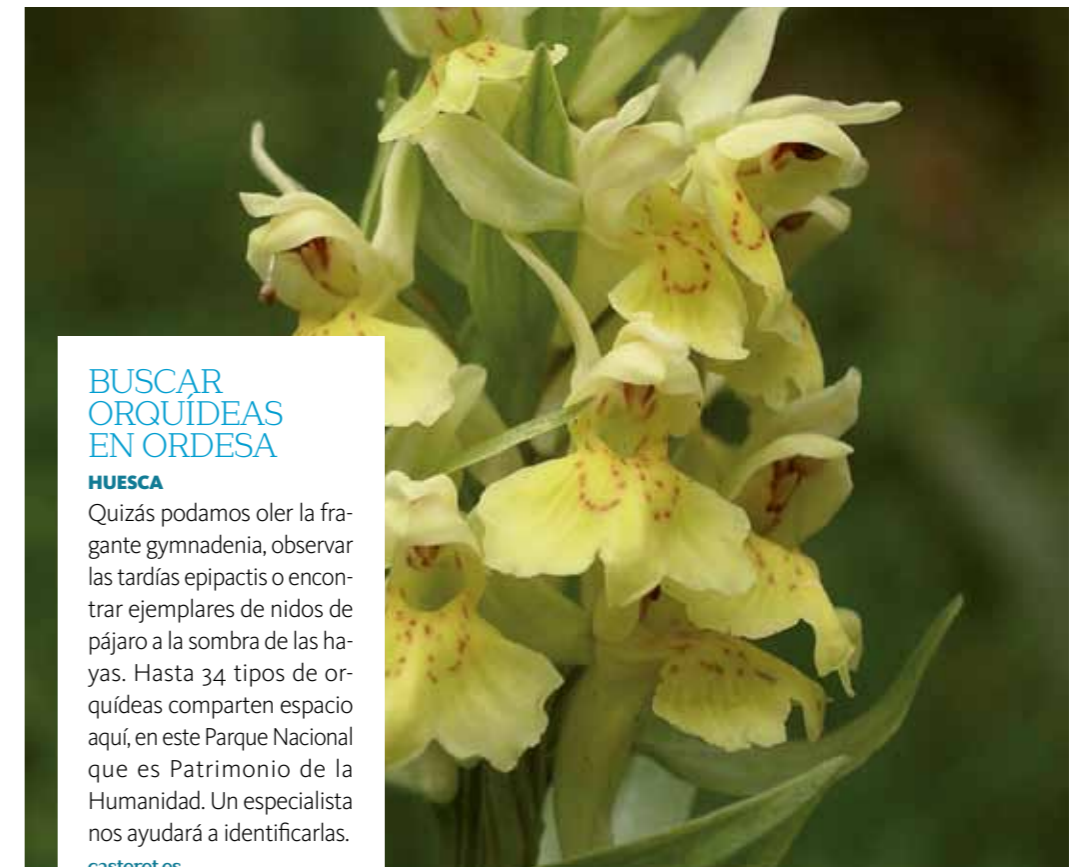 BUSCAR
ORQUÍDEAS
EN ORDESA
HUESCA
Quizás podamos oler la fra-
gante gymnadenia, observar
las tardías epipactis o encon-
trar ejemplares de nidos de
pájaro a la sombra de las ha-
yas. Hasta 34 tipos de or-
quídeas comparten espacio
aquí, en este Parque Nacional
que es Patrimonio de la
Humanidad. Un especialista
nos ayudará a identificarlas.
casteret.es